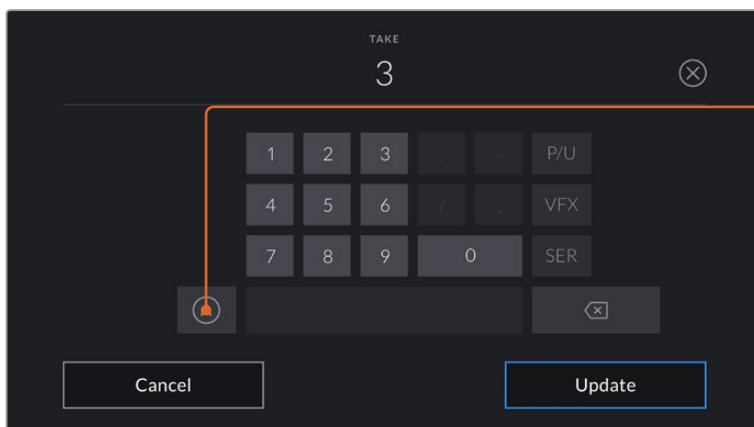 TAKE
3
1 2 3 . - P/U
4 5 6 / , VFX
7 8 9 0 SER
Cancel Update